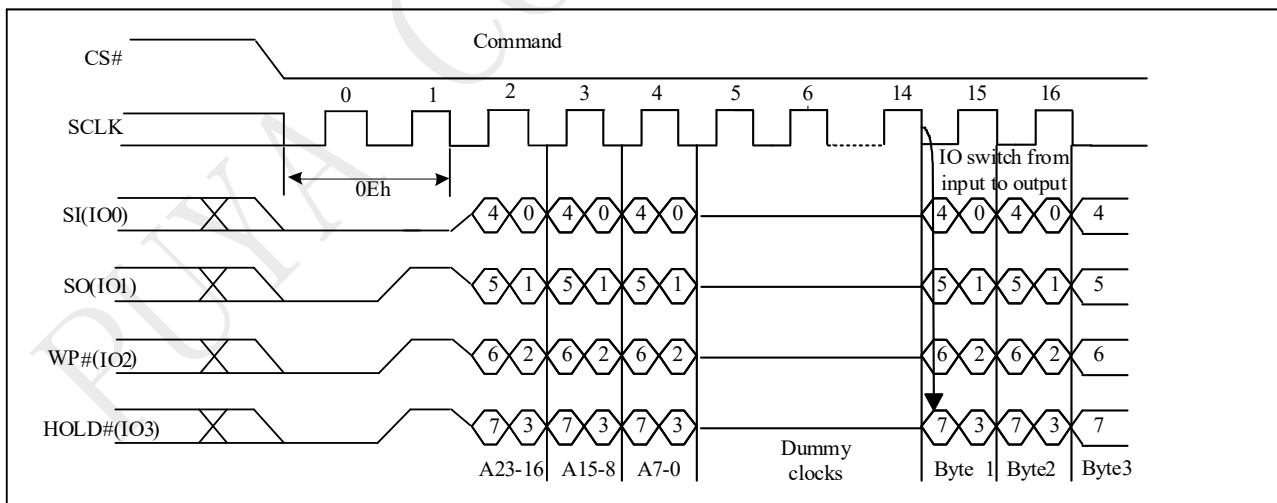 Command
CS#
0 1 2 3 4 5 6 14 15 16
SCLK
IO switch from
input to output
0Eh
SI(IO0)
4 0 4 0 4 0 4 0 4 0 4
SO(IO1)
5 1 5 1 5 1 5 1 5 1 5
WP#(IO2)
6 2 6 2 6 2 6 2 6 2 6
HOLD#(IO3)
7 3 7 3 7 3 7 3 7 3 7
Dummy
clocks
A23-16 A15-8 A7-0 Byte 1 Byte2 Byte3
PUYA C